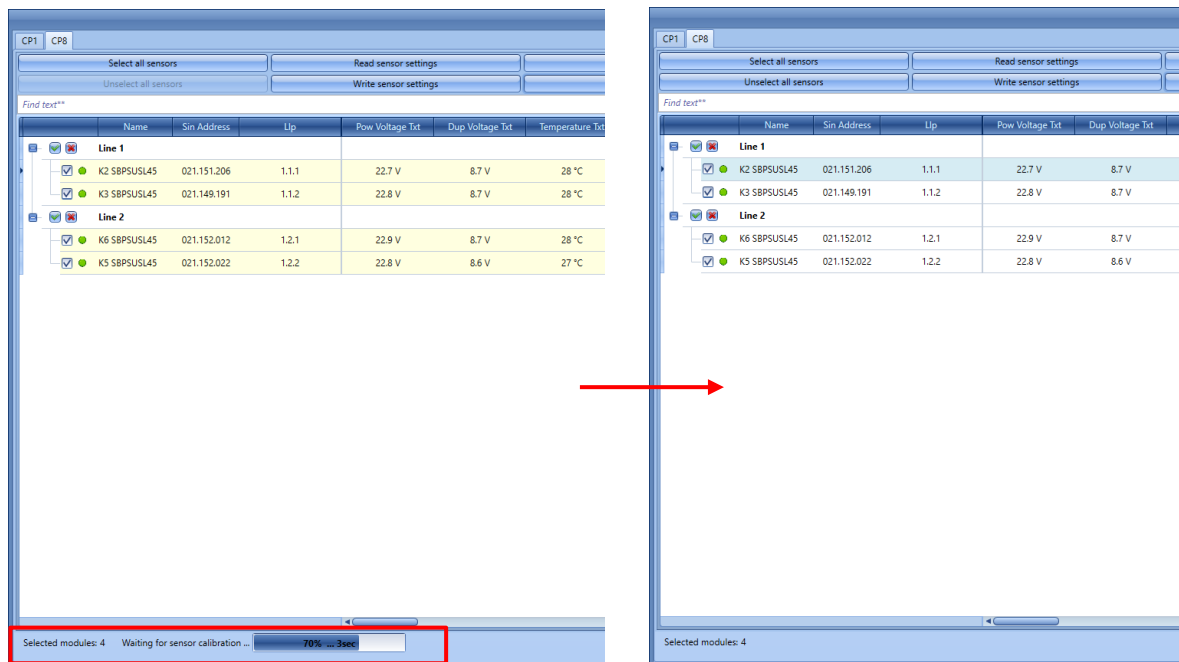 CP1 CP8
Select all sensors Read sensor settings
Unselect all sensors Write sensor settings
Find text**
Name Sin Address Llp Pow Voltage Txt Dup Voltage Txt Temperature Txt
Line 1
K2 SBPSUSL45 021.151.206 1.1.1 22.7 V 8.7 V 28 °C
K3 SBPSUSL45 021.149.191 1.1.2 22.8 V 8.7 V 28 °C
Line 2
K6 SBPSUSL45 021.152.012 1.2.1 22.9 V 8.7 V 28 °C
K5 SBPSUSL45 021.152.022 1.2.2 22.8 V 8.6 V 27 °C
Selected modules: 4 Waiting for sensor calibration ... 70% ... 3sec
CP1 CP8
Select all sensors Read sensor settings
Unselect all sensors Write sensor settings
Find text**
Name Sin Address Llp Pow Voltage Txt Dup Voltage Txt
Line 1
K2 SBPSUSL45 021.151.206 1.1.1 22.7 V 8.7 V
K3 SBPSUSL45 021.149.191 1.1.2 22.8 V 8.7 V
Line 2
K6 SBPSUSL45 021.152.012 1.2.1 22.9 V 8.7 V
K5 SBPSUSL45 021.152.022 1.2.2 22.8 V 8.6 V
Selected modules: 4